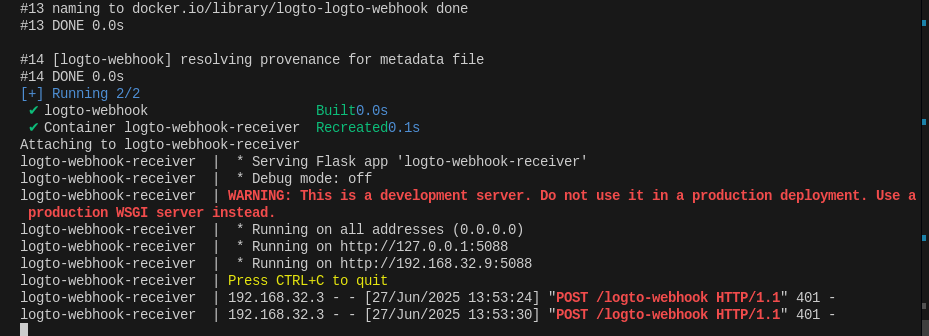 #13 naming to docker.io/library/logto-logto-webhook done
#13 DONE 0.0s
#14 [logto-webhook] resolving provenance for metadata file
#14 DONE 0.0s
[+] Running 2/2
✔ logto-webhook Built0.0s
✔ Container logto-webhook-receiver Recreated0.1s
Attaching to logto-webhook-receiver
logto-webhook-receiver | * Serving Flask app 'logto-webhook-receiver'
logto-webhook-receiver | * Debug mode: off
logto-webhook-receiver | WARNING: This is a development server. Do not use it in a production deployment. Use a
production WSGI server instead.
logto-webhook-receiver | * Running on all addresses (0.0.0.0)
logto-webhook-receiver | * Running on http://127.0.0.1:5088
logto-webhook-receiver | * Running on http://192.168.32.9:5088
logto-webhook-receiver | Press CTRL+C to quit
logto-webhook-receiver | 192.168.32.3 - - [27/Jun/2025 13:53:24] "POST /logto-webhook HTTP/1.1" 401 -
logto-webhook-receiver | 192.168.32.3 - - [27/Jun/2025 13:53:30] "POST /logto-webhook HTTP/1.1" 401 -